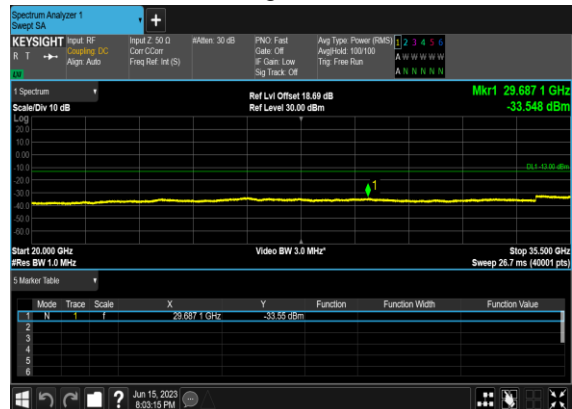 Spectrum Analyzer 1
Swept SA
+
KEYSIGHT Input: RF Input Z: 50 Ω #Atten: 30 dB PNO: Fast Avg Type: Power (RMS) 1 2 3 4 5 6
R T Coupling: DC Corr CCorr Gate: Off Avg|Hold: 100/100 A W W W W W
Align: Auto Freq Ref: Int (S) IF Gain: Low Trig: Free Run
Sig Track: Off A N N N N N
1 Spectrum Ref Lvl Offset 18.69 dB Mkr1 29.687 1 GHz
Scale/Div 10 dB Ref Level 30.00 dBm -33.548 dBm
Log
20.0
10.0
0.00
-10.0
DL1 -13.00 dBm
-20.0
1
-30.0
-40.0
-50.0
-60.0
Start 20.000 GHz Video BW 3.0 MHz* Stop 35.500 GHz
#Res BW 1.0 MHz Sweep 26.7 ms (40001 pts)
5 Marker Table
Mode Trace Scale X Y Function Function Width Function Value
1 N 1 f 29.687 1 GHz -33.55 dBm
2
3
4
5
6
? Jun 15, 2023
8:03:15 PM